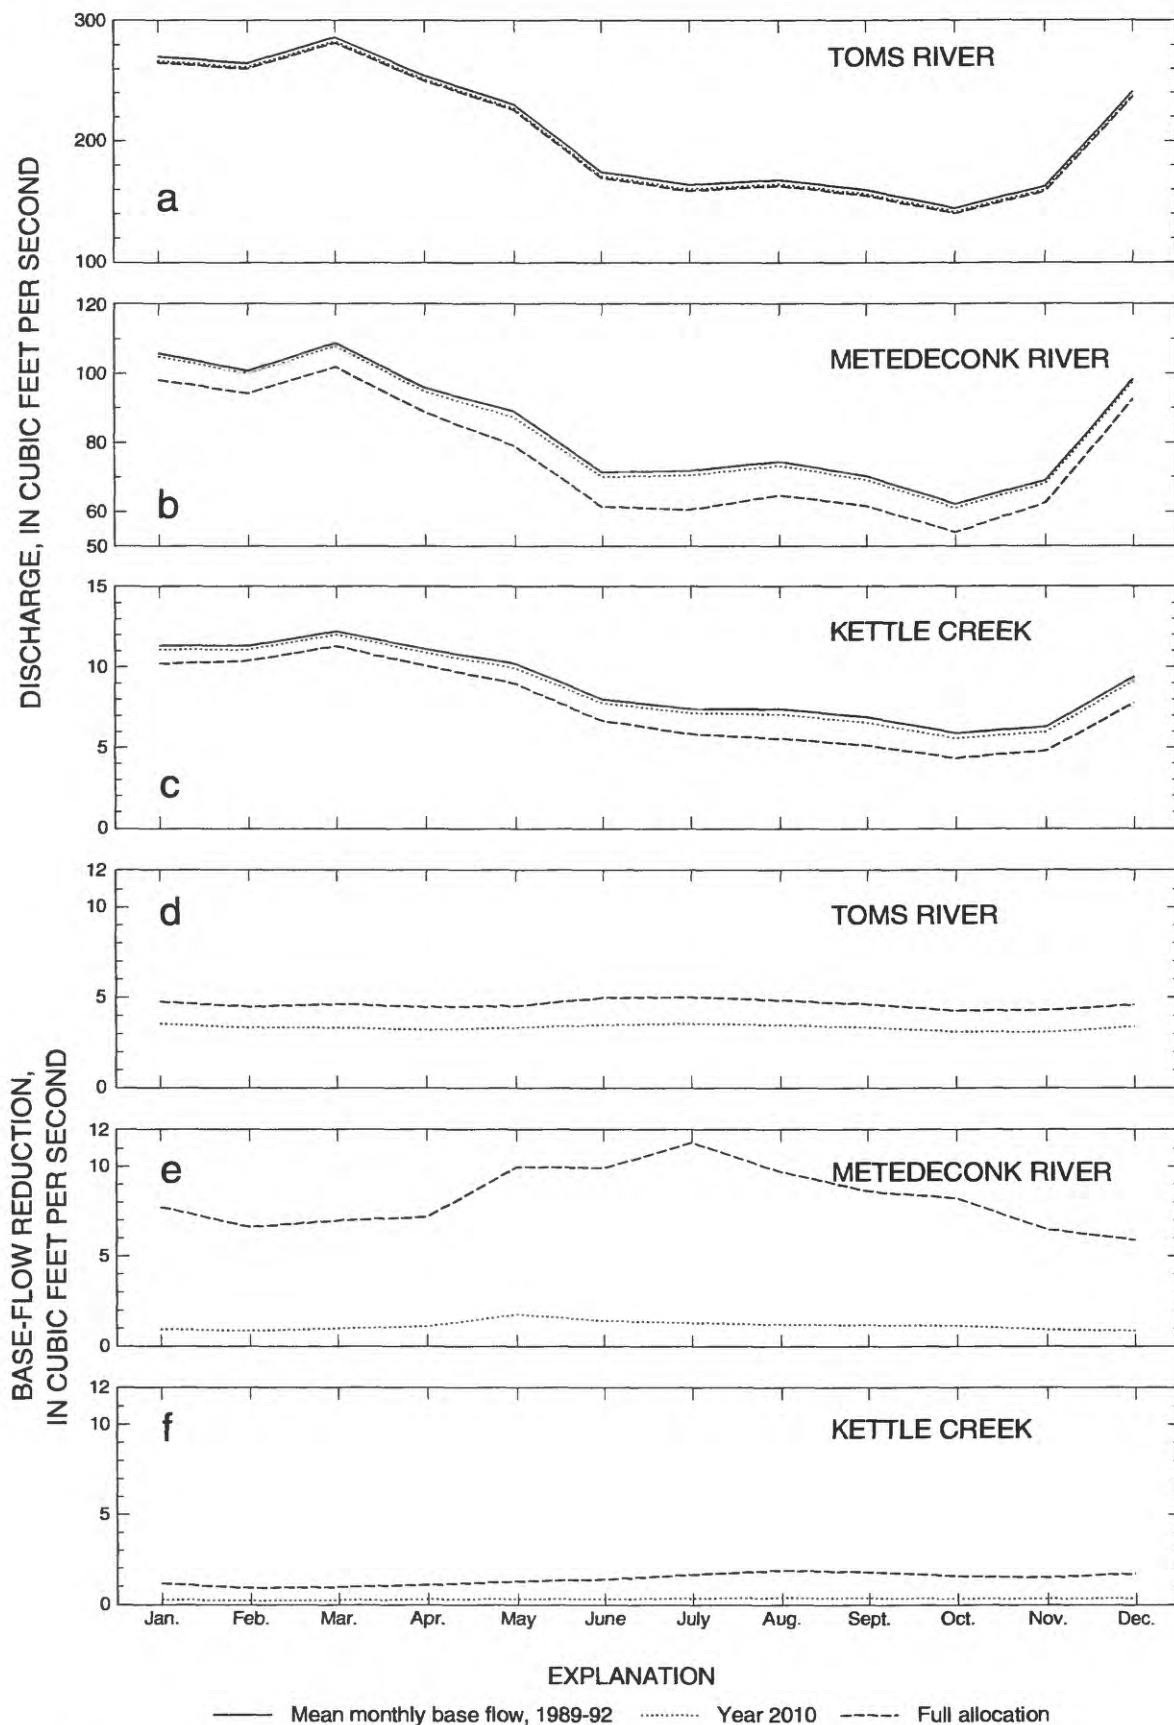 DISCHARGE, IN CUBIC FEET PER SECOND
300
200
100
a
TOMS RIVER
120
100
80
60
50
b
METEDECONK RIVER
15
10
5
0
c
KETTLE CREEK
BASE-FLOW REDUCTION,
IN CUBIC FEET PER SECOND
12
10
5
0
d
TOMS RIVER
12
10
5
0
e
METEDECONK RIVER
12
10
5
0
f
KETTLE CREEK
Jan. Feb. Mar. Apr. May June July Aug. Sept. Oct. Nov. Dec.
EXPLANATION
Mean monthly base flow, 1989-92 Year 2010 Full allocation